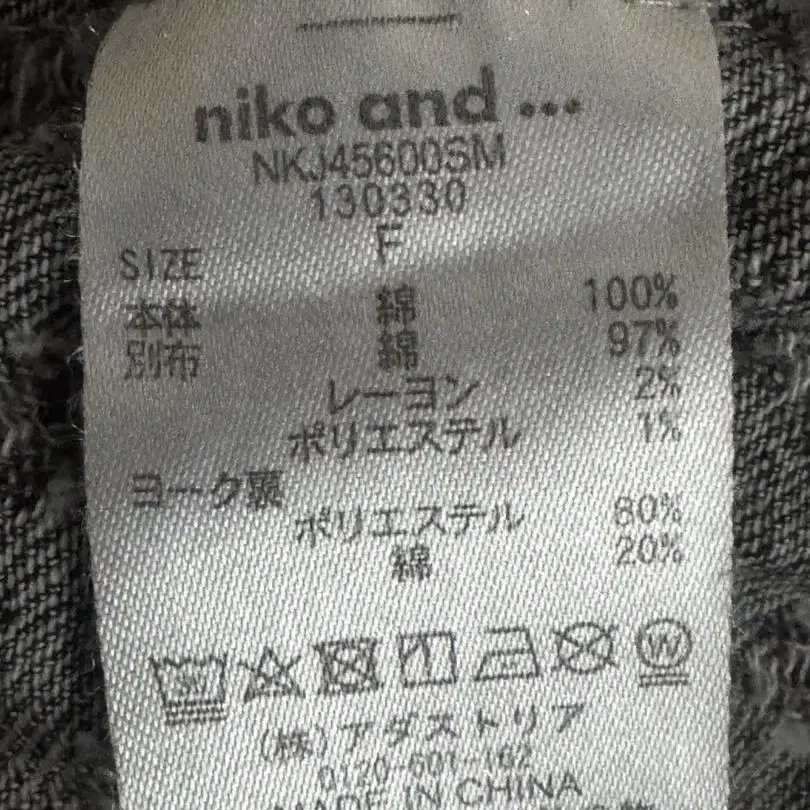 niko and ...
NKJ45600SM
130330
SIZE F
本体 綿 100%
別布 綿 97%
レーヨン 2%
ポリエステル 1%
ヨーク裏
ポリエステル 80%
綿 20%
W
(株)アダストリア
0120-601-162
MADE IN CHINA